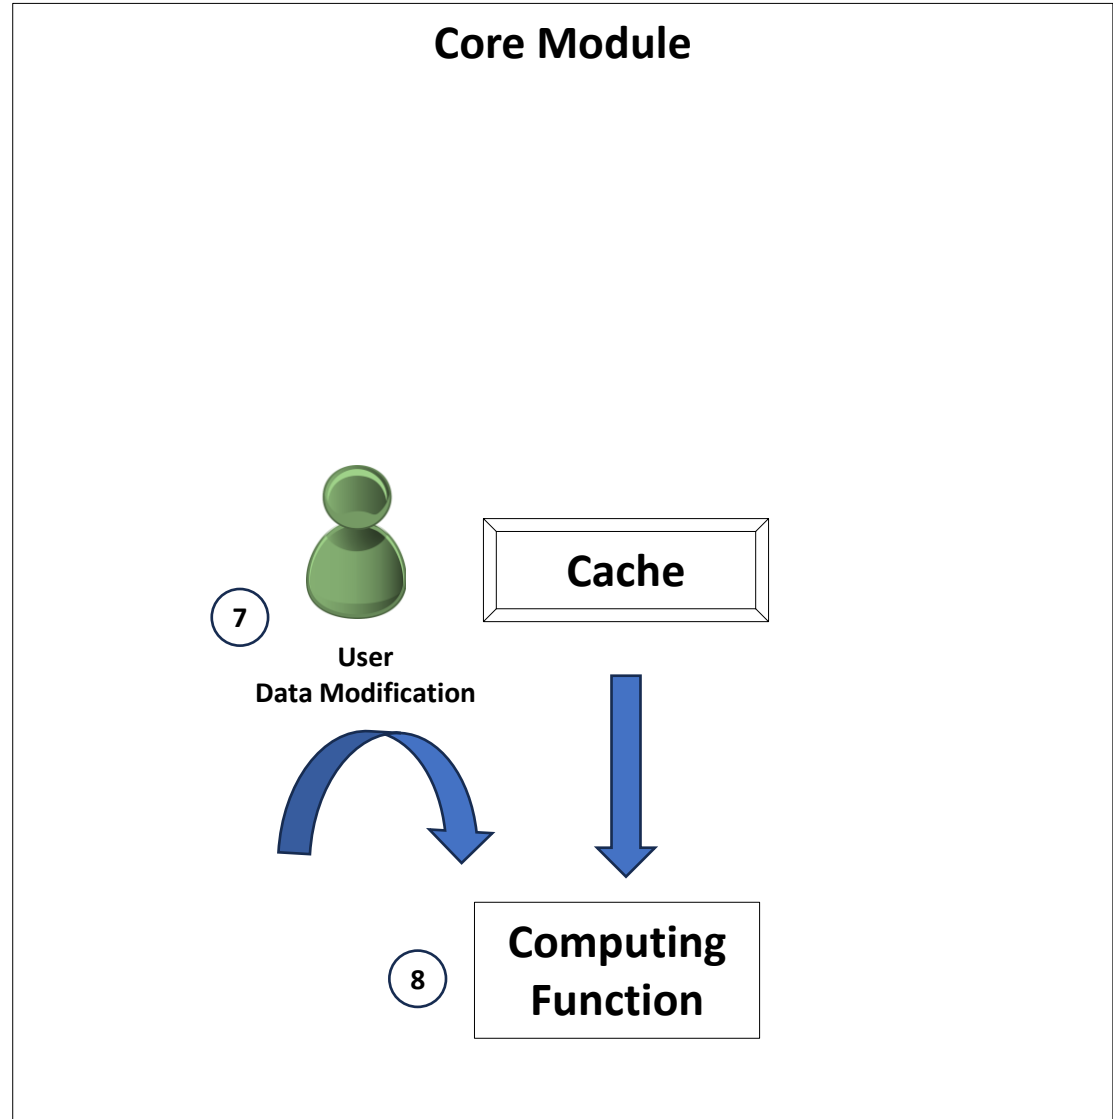 Core Module
Cache
7
User
Data Modification
Computing
Function
8